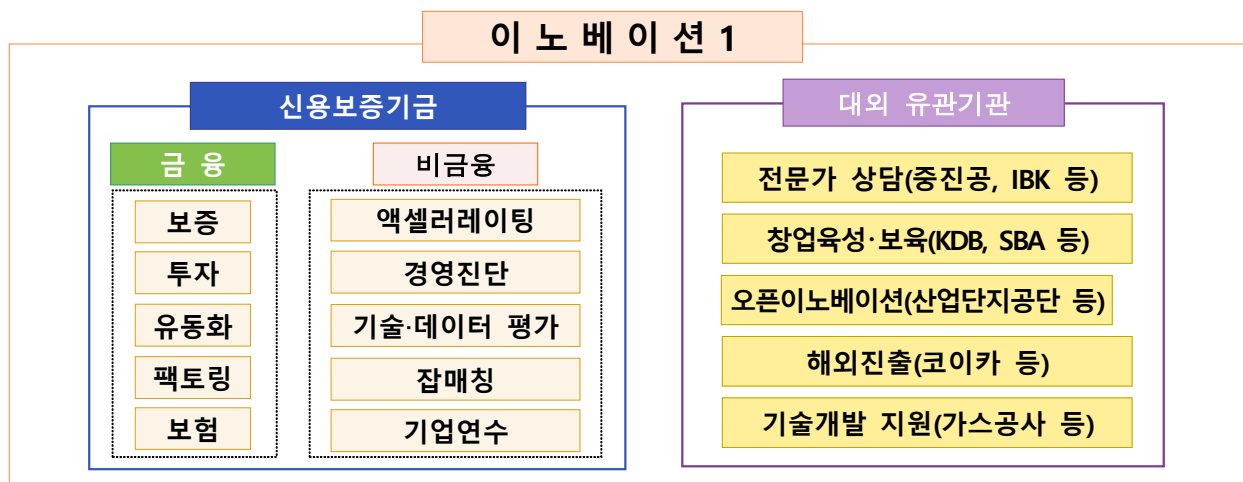 이노베이션1
신용보증기금
금 융
보증
투자
유동화
팩토링
보험
비금융
액셀러레이팅
경영진단
기술·데이터 평가
잡매칭
기업연수
대외 유관기관
전문가 상담(중진공, IBK 등)
창업육성·보육(KDB, SBA 등)
오픈이노베이션(산업단지공단 등)
해외진출(코이카 등)
기술개발 지원(가스공사 등)